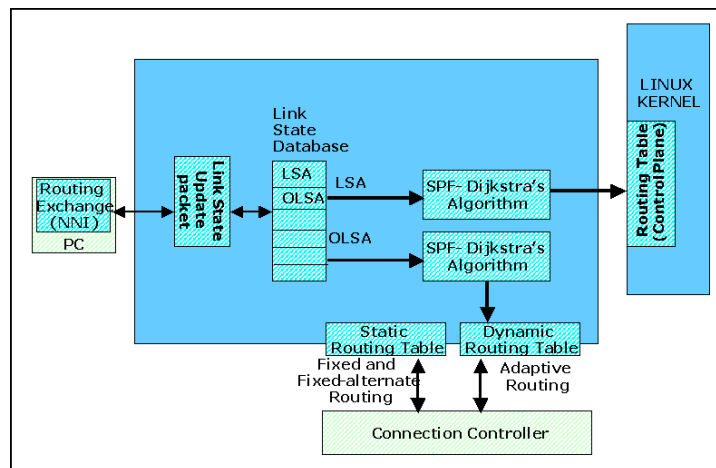 LINUX
KERNEL
Routing Table
(ControlPlane)
Link
State
Database
LSA
OLSA
Link State
Update
packet
Routing
Exchange
(NNI)
PC
LSA
SPF- Dijkstra's
Algorithm
OLSA
SPF- Dijkstra's
Algorithm
Static
Routing Table
Dynamic
Routing Table
Fixed and
Fixed-alternate
Routing
Adaptive
Routing
Connection Controller